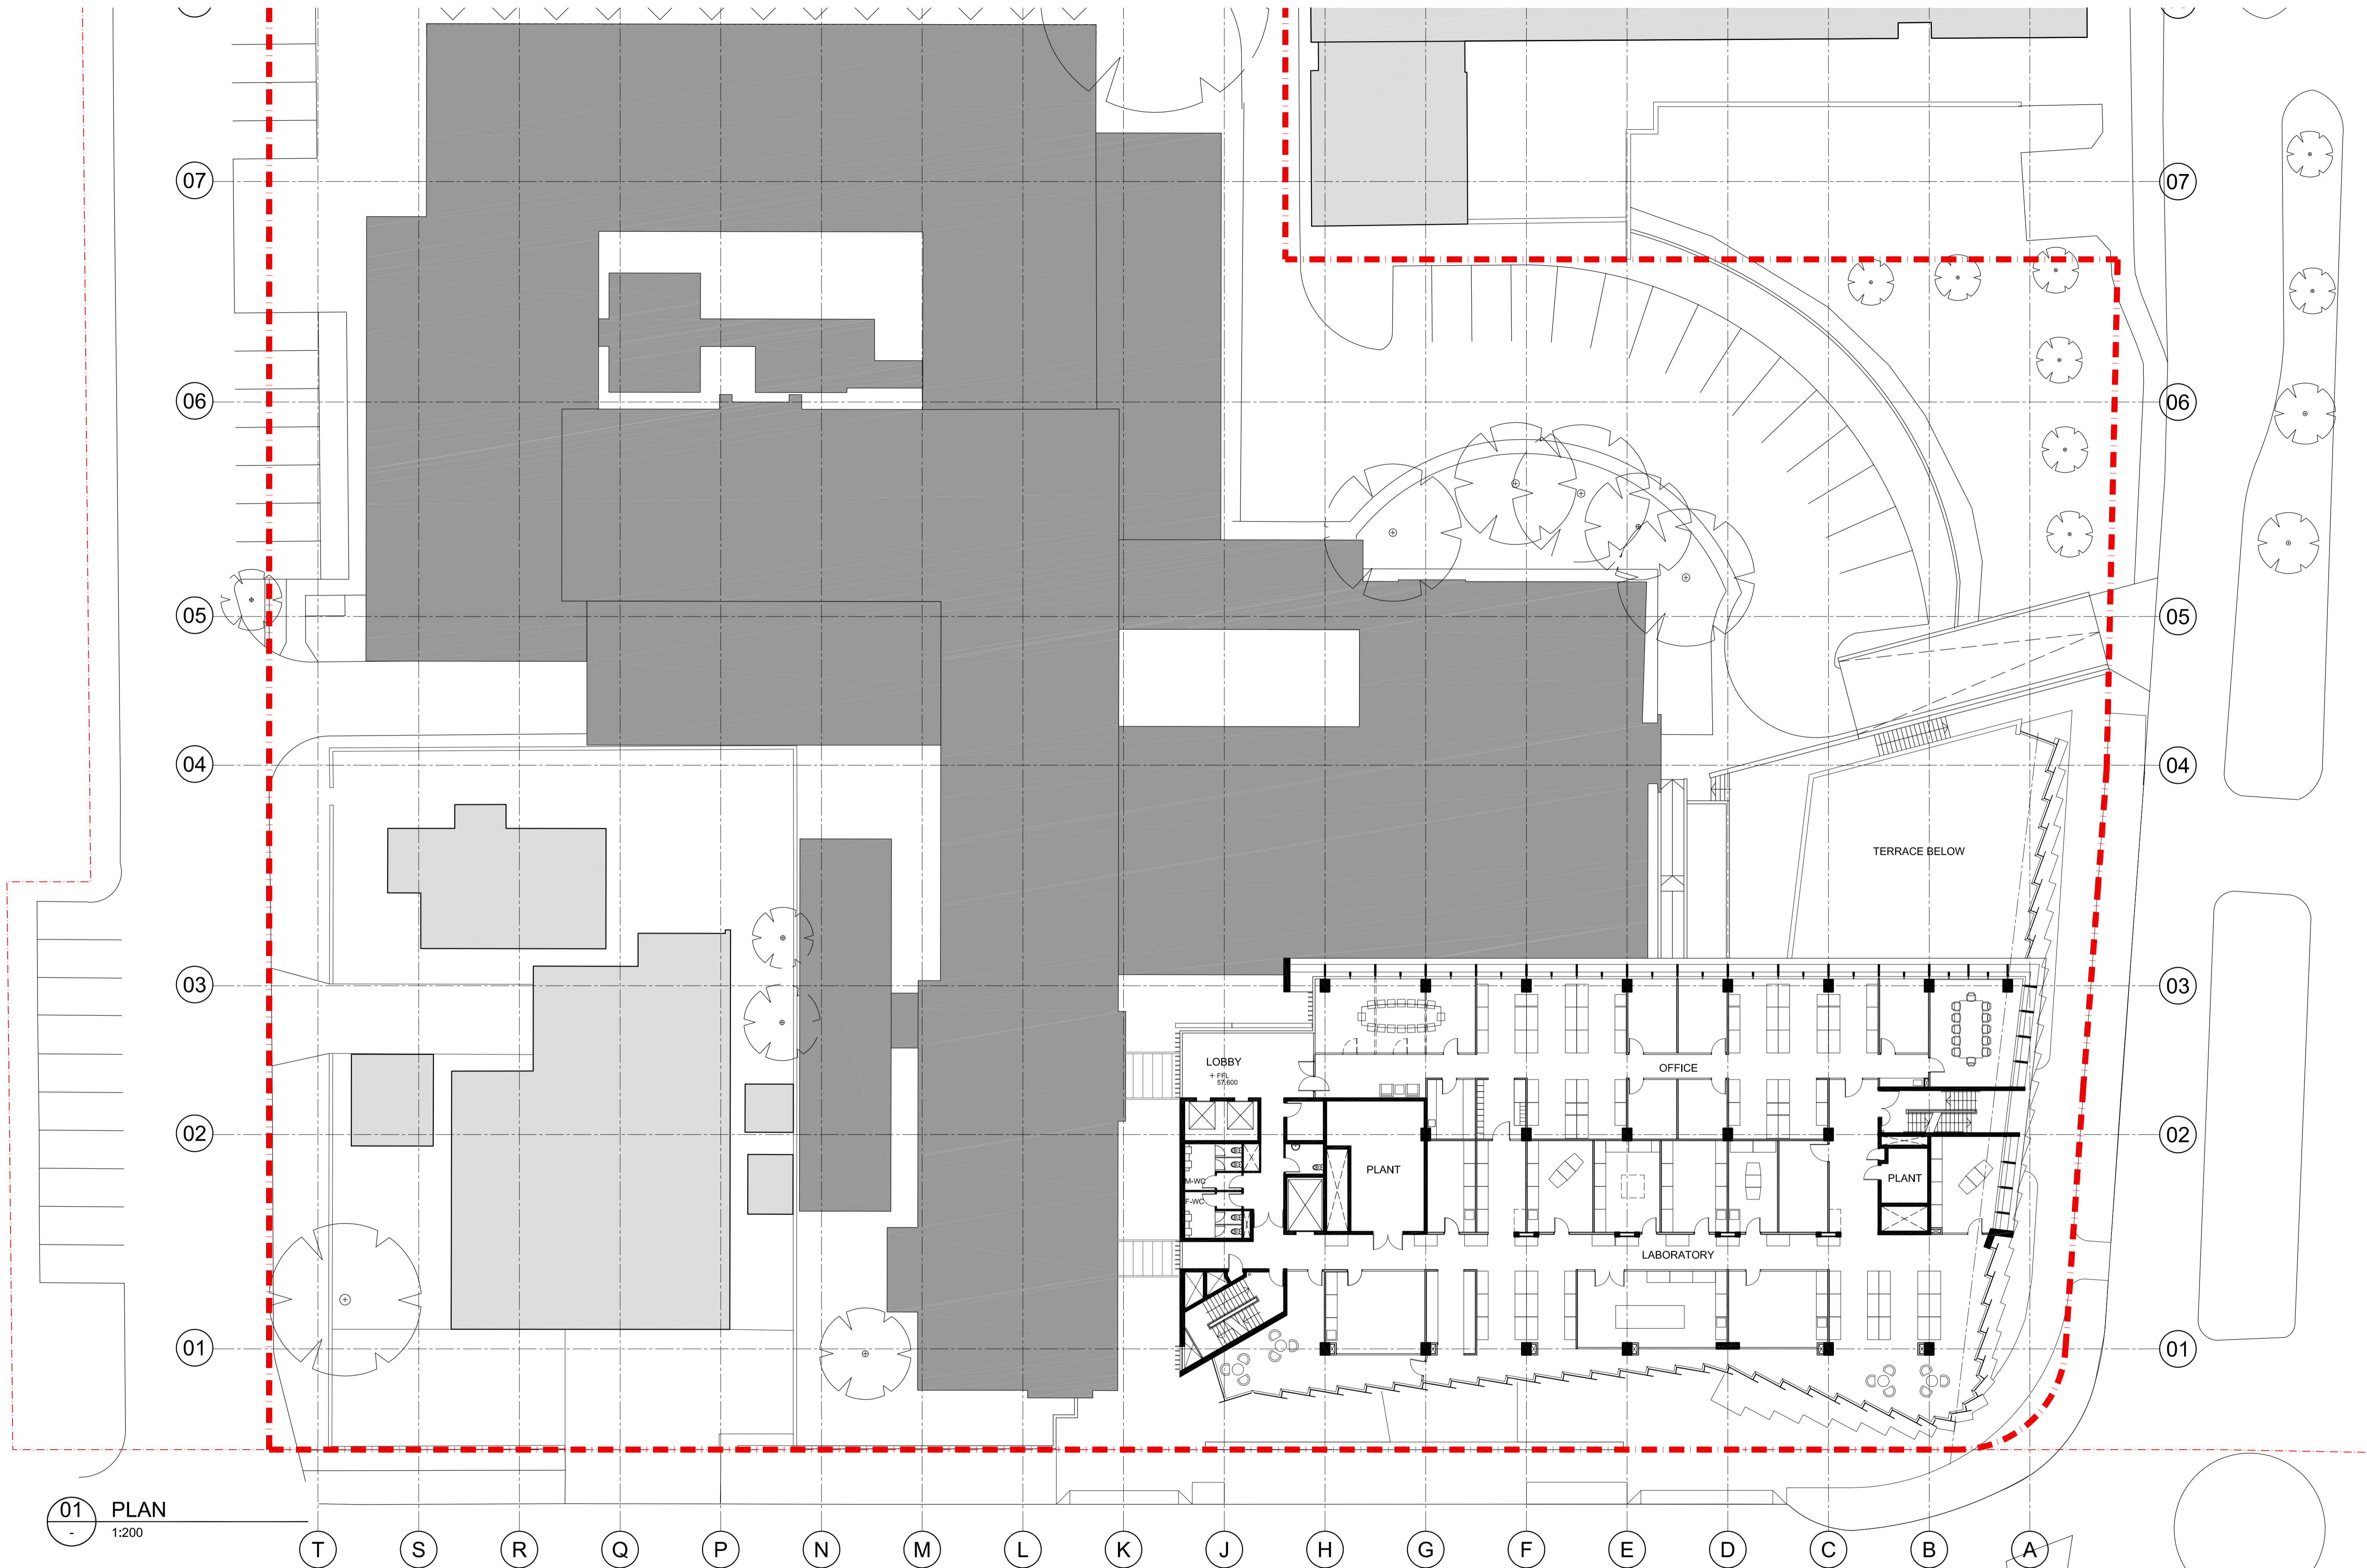 07
07
06
06
05
05
04
04
TERRACE BELOW
03
03
LOBBY
+ FFL
57.600
OFFICE
02
02
PLANT
PLANT
M-WC
F-WC
LABORATORY
01
01
01
PLAN
-
1:200
T
S
R
Q
P
N
M
L
K
J
H
G
F
E
D
C
B
A